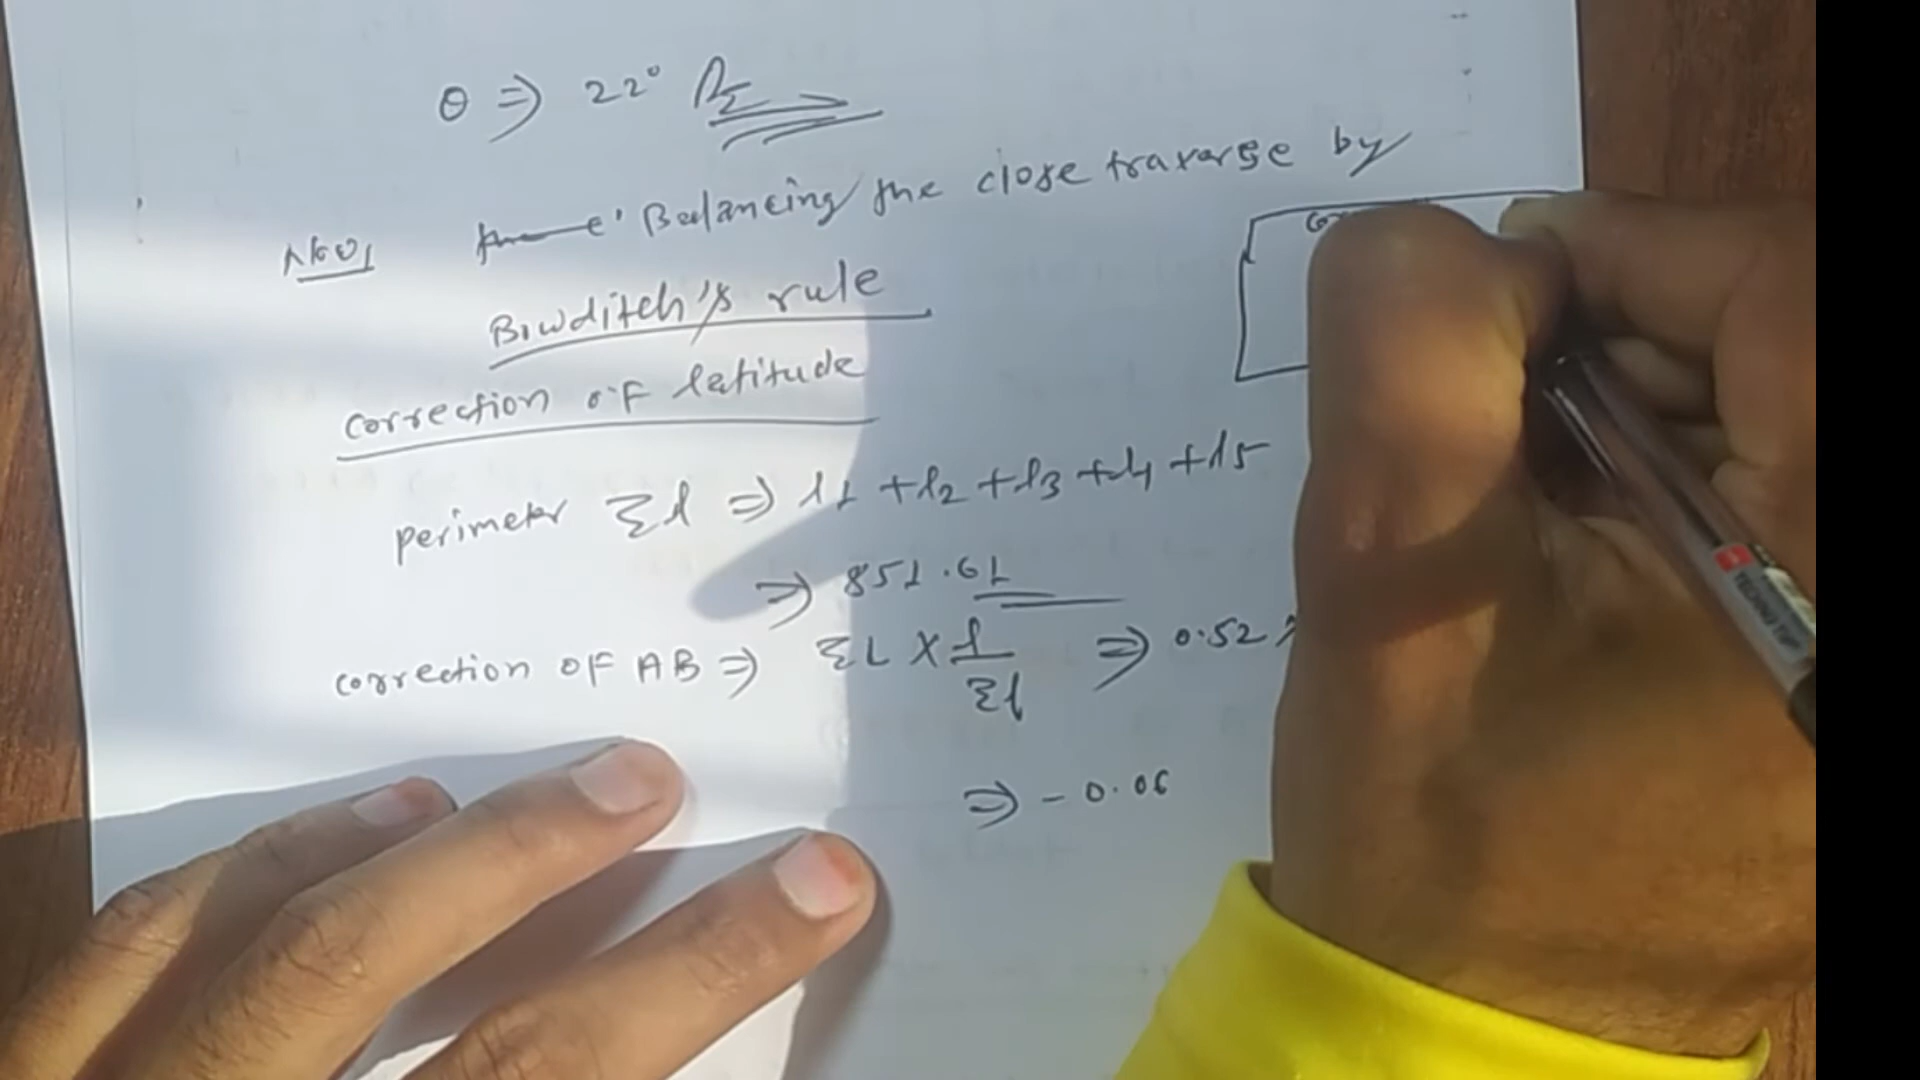 θ ⇒ 22°
Now Balancing the close traverse by
Bowditch's rule
correction of latitude
perimeter Σl ⇒ l1 + l2 + l3 + l4 + l5
⇒ 851.61
correction of AB ⇒ ΣL × l/Σl ⇒ 0.52
⇒ - 0.06